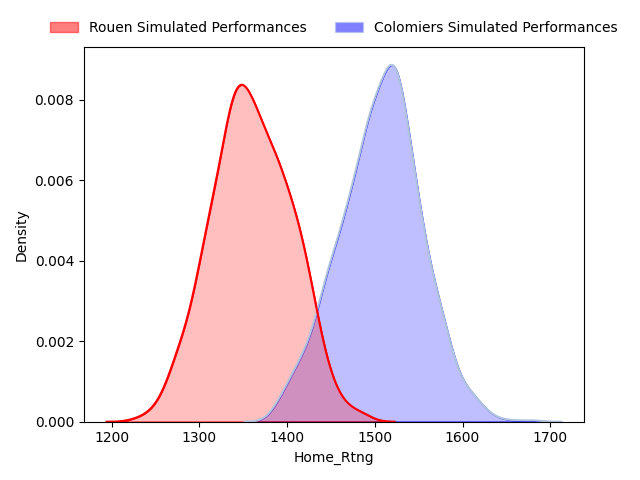 Rouen Simulated Performances
Colomiers Simulated Performances
0.008
0.006
0.004
0.002
0.000
Density
1200 1300 1400 1500 1600 1700
Home_Rtng